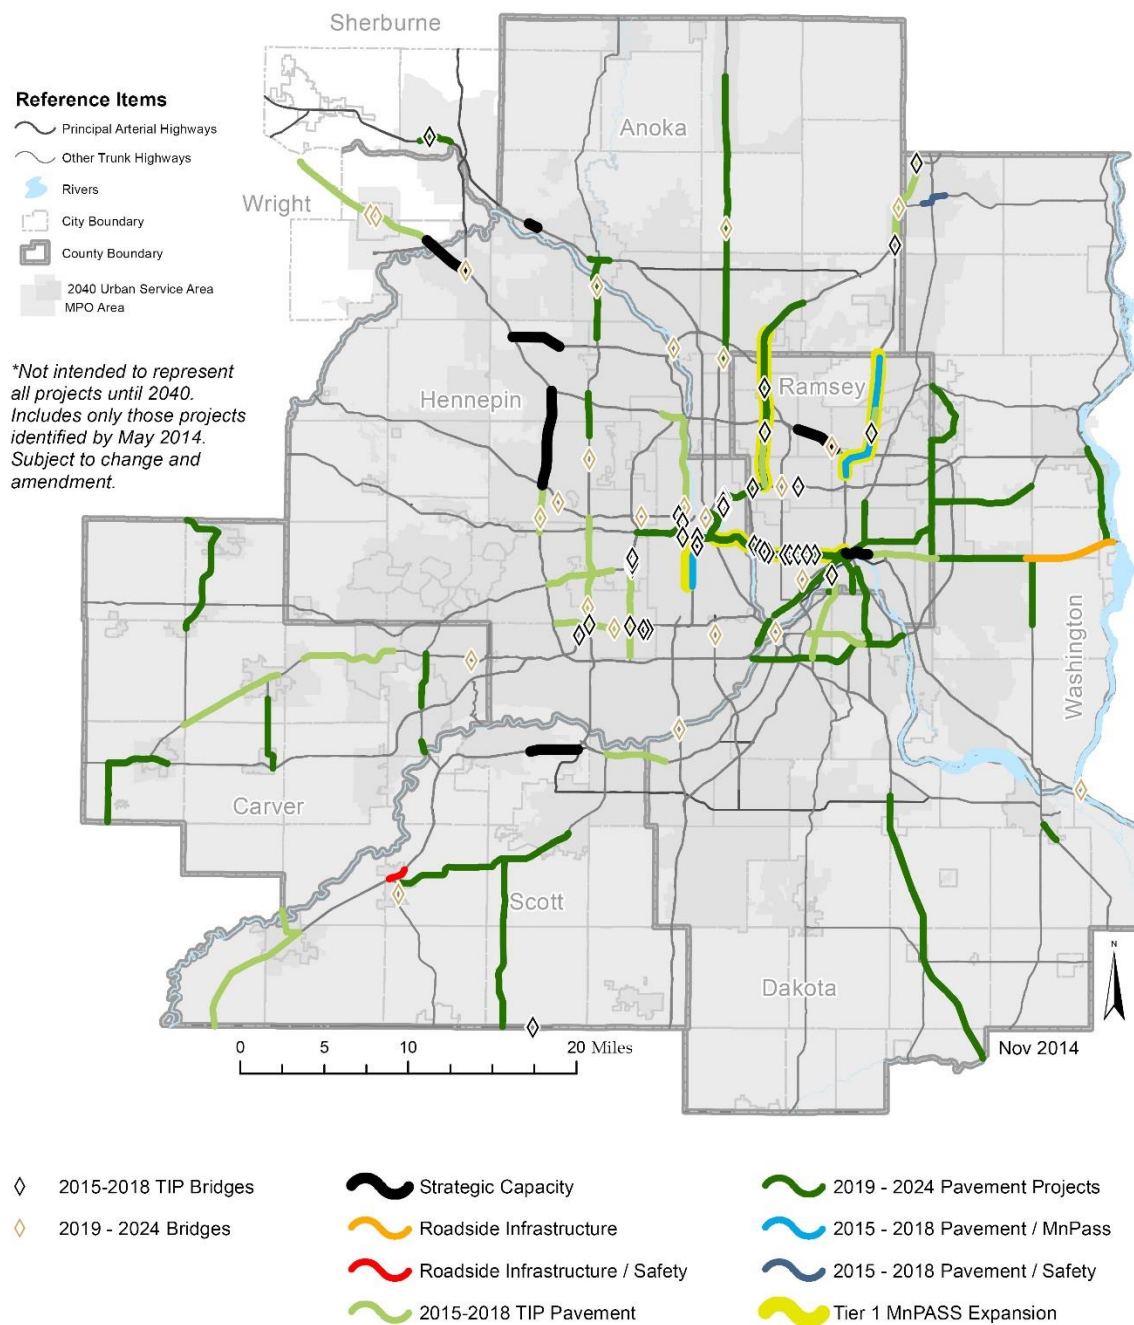 Sherburne
Reference Items
Principal Arterial Highways
Other Trunk Highways
Rivers
City Boundary
County Boundary
2040 Urban Service Area
MPO Area
Anoka
Wright
*Not intended to represent
all projects until 2040.
Includes only those projects
identified by May 2014.
Subject to change and
amendment.
Hennepin
Ramsey
Washington
Carver
Scott
Dakota
N
Nov 2014
0 5 10 20 Miles
2015-2018 TIP Bridges
2019 - 2024 Bridges
Strategic Capacity
Roadside Infrastructure
Roadside Infrastructure / Safety
2015-2018 TIP Pavement
2019 - 2024 Pavement Projects
2015 - 2018 Pavement / MnPass
2015 - 2018 Pavement / Safety
Tier 1 MnPASS Expansion